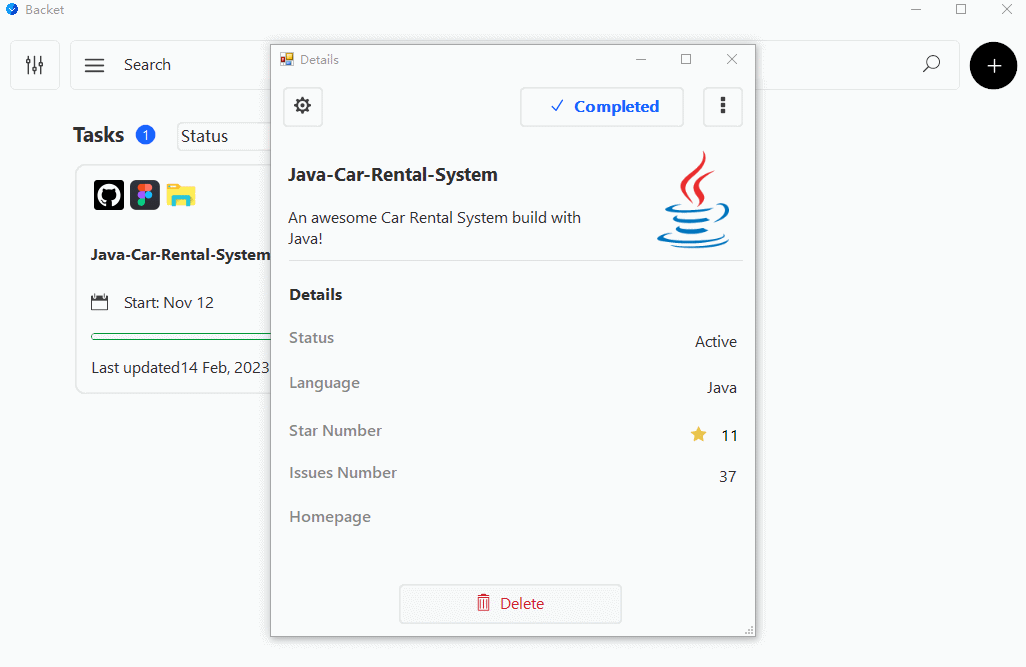 Backet
Search
Tasks 1 Status
Java-Car-Rental-System
Start: Nov 12
Last updated14 Feb, 2023
Details
Completed
Java-Car-Rental-System
An awesome Car Rental System build with
Java!
Details
Status Active
Language Java
Star Number 11
Issues Number 37
Homepage
Delete